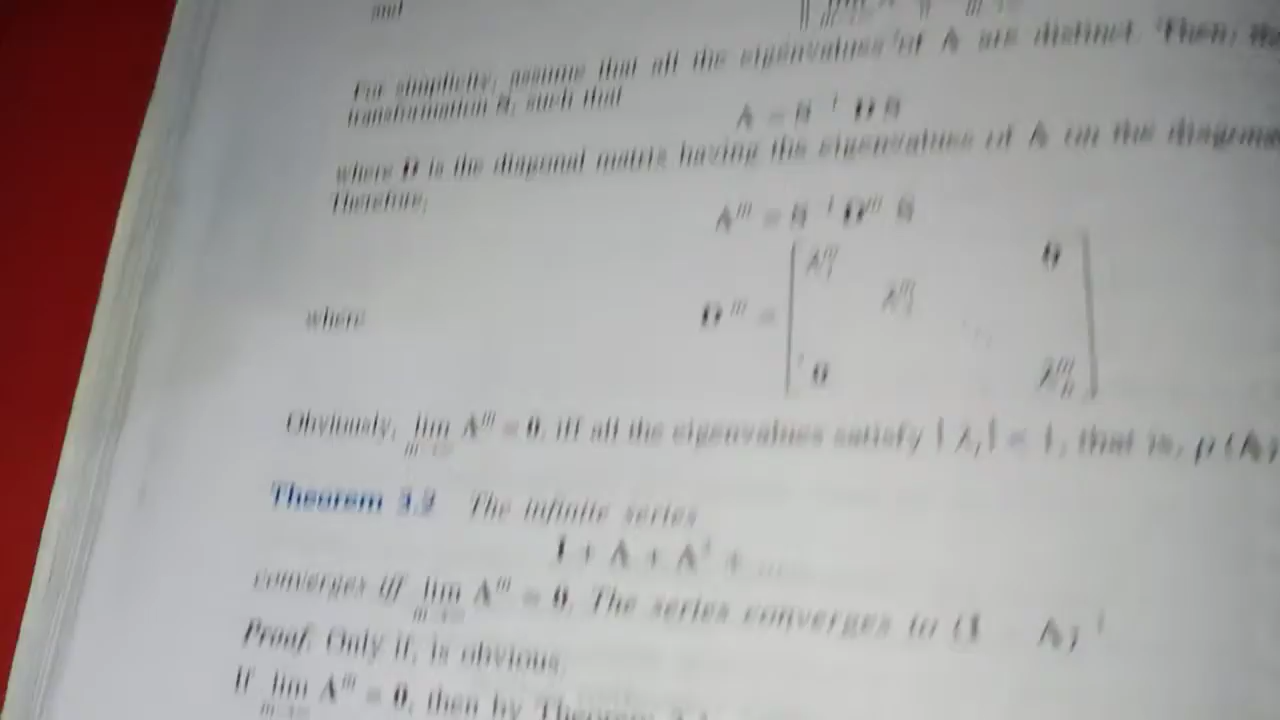 and
For simplicity, assume that all the eigenvalues of A are distinct. Then, the
transformation S, such that
A = S⁻¹ D S
where D is the diagonal matrix having the eigenvalues of A on the diagonal
Therefore,
Aᵐ = S⁻¹ Dᵐ S
λ₁ᵐ 0
λ₂ᵐ
where Dᵐ =
0 λₙᵐ
Obviously, lim Aᵐ = 0, iff all the eigenvalues satisfy | λᵢ | < 1, that is, ρ (A)
m→∞
Theorem 3.2 The infinite series
I + A + A² + .....
converges iff lim Aᵐ = 0. The series converges to (I – A)⁻¹
m→∞
Proof. Only if, is obvious.
If lim Aᵐ = 0, then by Theorem
m→∞